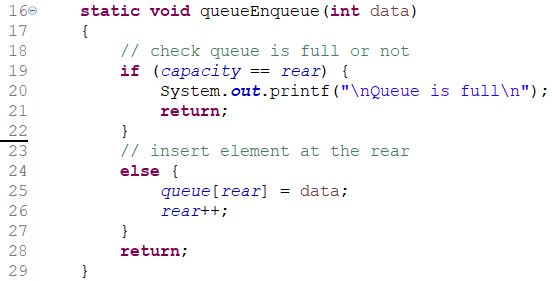 16 static void queueEnqueue(int data)
17 {
18 // check queue is full or not
19 if (capacity == rear) {
20 System.out.printf("\nQueue is full\n");
21 return;
22 }
23 // insert element at the rear
24 else {
25 queue[rear] = data;
26 rear++;
27 }
28 return;
29 }